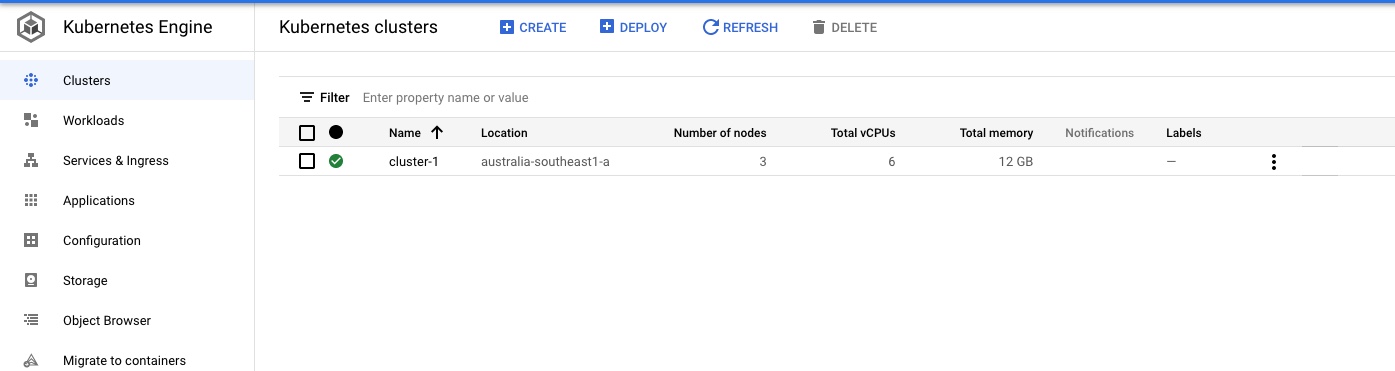 Kubernetes Engine
Kubernetes clusters CREATE DEPLOY REFRESH DELETE
Clusters
Workloads
Services & Ingress
Applications
Configuration
Storage
Object Browser
Migrate to containers
Filter Enter property name or value
Name Location Number of nodes Total vCPUs Total memory Notifications Labels
cluster-1 australia-southeast1-a 3 6 12 GB —